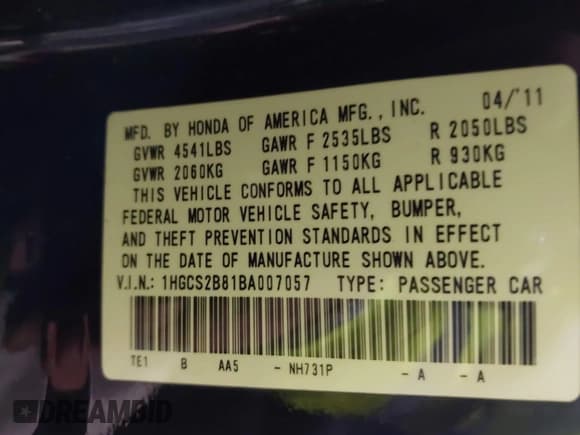 MFD. BY HONDA OF AMERICA MFG., INC. 04/'11
GVWR 4541LBS GAWR F 2535LBS R 2050LBS
GVWR 2060KG GAWR F 1150KG R 930KG
THIS VEHICLE CONFORMS TO ALL APPLICABLE
FEDERAL MOTOR VEHICLE SAFETY, BUMPER,
AND THEFT PREVENTION STANDARDS IN EFFECT
ON THE DATE OF MANUFACTURE SHOWN ABOVE.
V.I.N.: 1HGCS2B81BA007057 TYPE: PASSENGER CAR
TE1 B AA5 - NH731P - A - A
DREAMBID